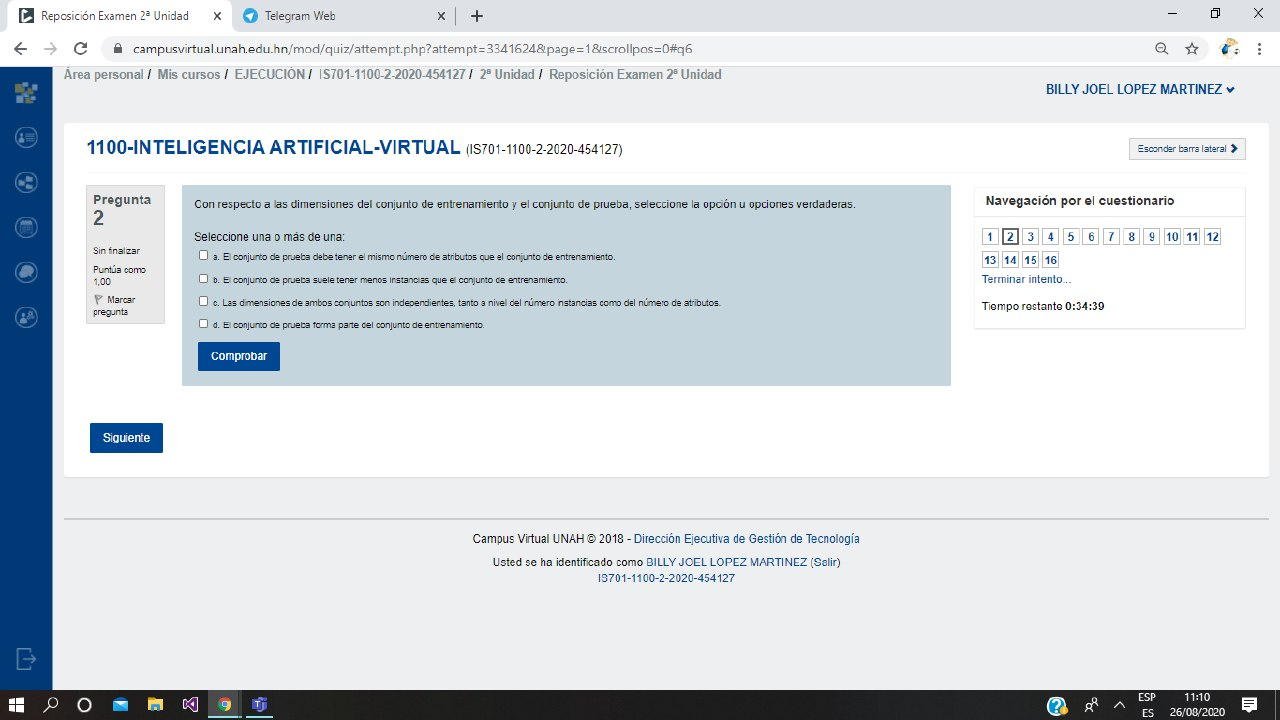 Reposición Examen 2ª Unidad
Telegram Web
campusvirtual.unah.edu.hn/mod/quiz/attempt.php?attempt=3341624&page=1&scrollpos=0#q6
Área personal / Mis cursos / EJECUCIÓN / IS701-1100-2-2020-454127 / 2ª Unidad / Reposición Examen 2ª Unidad
BILLY JOEL LOPEZ MARTINEZ
1100-INTELIGENCIA ARTIFICIAL-VIRTUAL (IS701-1100-2-2020-454127)
Esconder barra lateral
Pregunta
2
Sin finalizar
Puntúa como
1,00
Marcar
pregunta
Con respecto a las dimensiones del conjunto de entrenamiento y el conjunto de prueba, seleccione la opción u opciones verdaderas.
Seleccione una o más de una:
a. El conjunto de prueba debe tener el mismo número de atributos que el conjunto de entrenamiento.
b. El conjunto de prueba suele tener menos instancias que el conjunto de entrenamiento.
c. Las dimensiones de ambos conjuntos son independientes, tanto a nivel del número instancias como del número de atributos.
d. El conjunto de prueba forma parte del conjunto de entrenamiento.
Comprobar
Navegación por el cuestionario
1 2 3 4 5 6 7 8 9 10 11 12
13 14 15 16
Terminar intento...
Tiempo restante 0:34:39
Siguiente
Campus Virtual UNAH © 2018 - Dirección Ejecutiva de Gestión de Tecnología
Usted se ha identificado como BILLY JOEL LOPEZ MARTINEZ (Salir)
IS701-1100-2-2020-454127
ESP
ES
11:10
26/08/2020